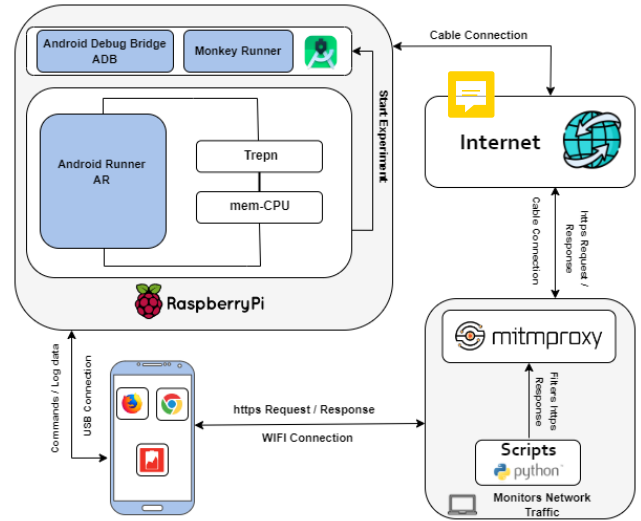 Android Debug Bridge
ADB
Monkey Runner
Cable Connection
Internet
Start Experiment
Android Runner
AR
Trepn
mem-CPU
RaspberryPi
Cable Connection
https Request /
Response
mitmproxy
Commands / Log data
USB Connection
https Request / Response
WIFI Connection
Filters https
Response
Scripts
python
Monitors Network
Traffic